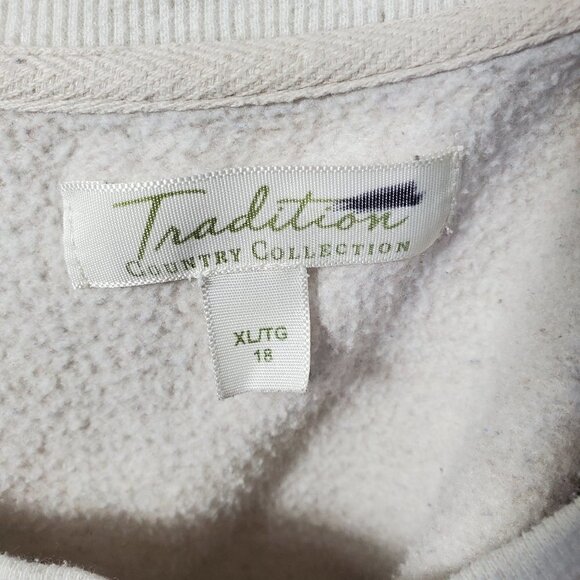 Tradition
COUNTRY COLLECTION
XL/TG
18